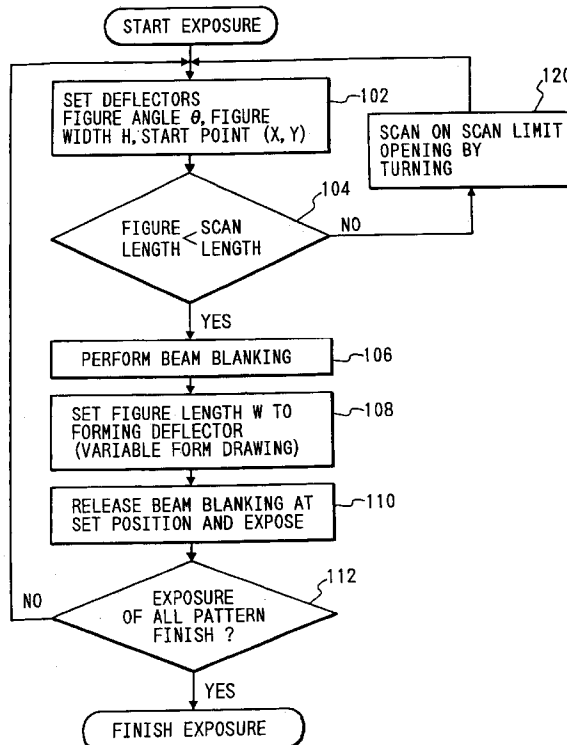 START EXPOSURE
SET DEFLECTORS
FIGURE ANGLE θ, FIGURE
WIDTH H, START POINT (X, Y)
102
120
SCAN ON SCAN LIMIT
OPENING BY
TURNING
104
FIGURE < SCAN
LENGTH LENGTH
NO
YES
PERFORM BEAM BLANKING
106
SET FIGURE LENGTH W TO
FORMING DEFLECTOR
(VARIABLE FORM DRAWING)
108
RELEASE BEAM BLANKING AT
SET POSITION AND EXPOSE
110
112
EXPOSURE
OF ALL PATTERN
FINISH ?
NO
YES
FINISH EXPOSURE